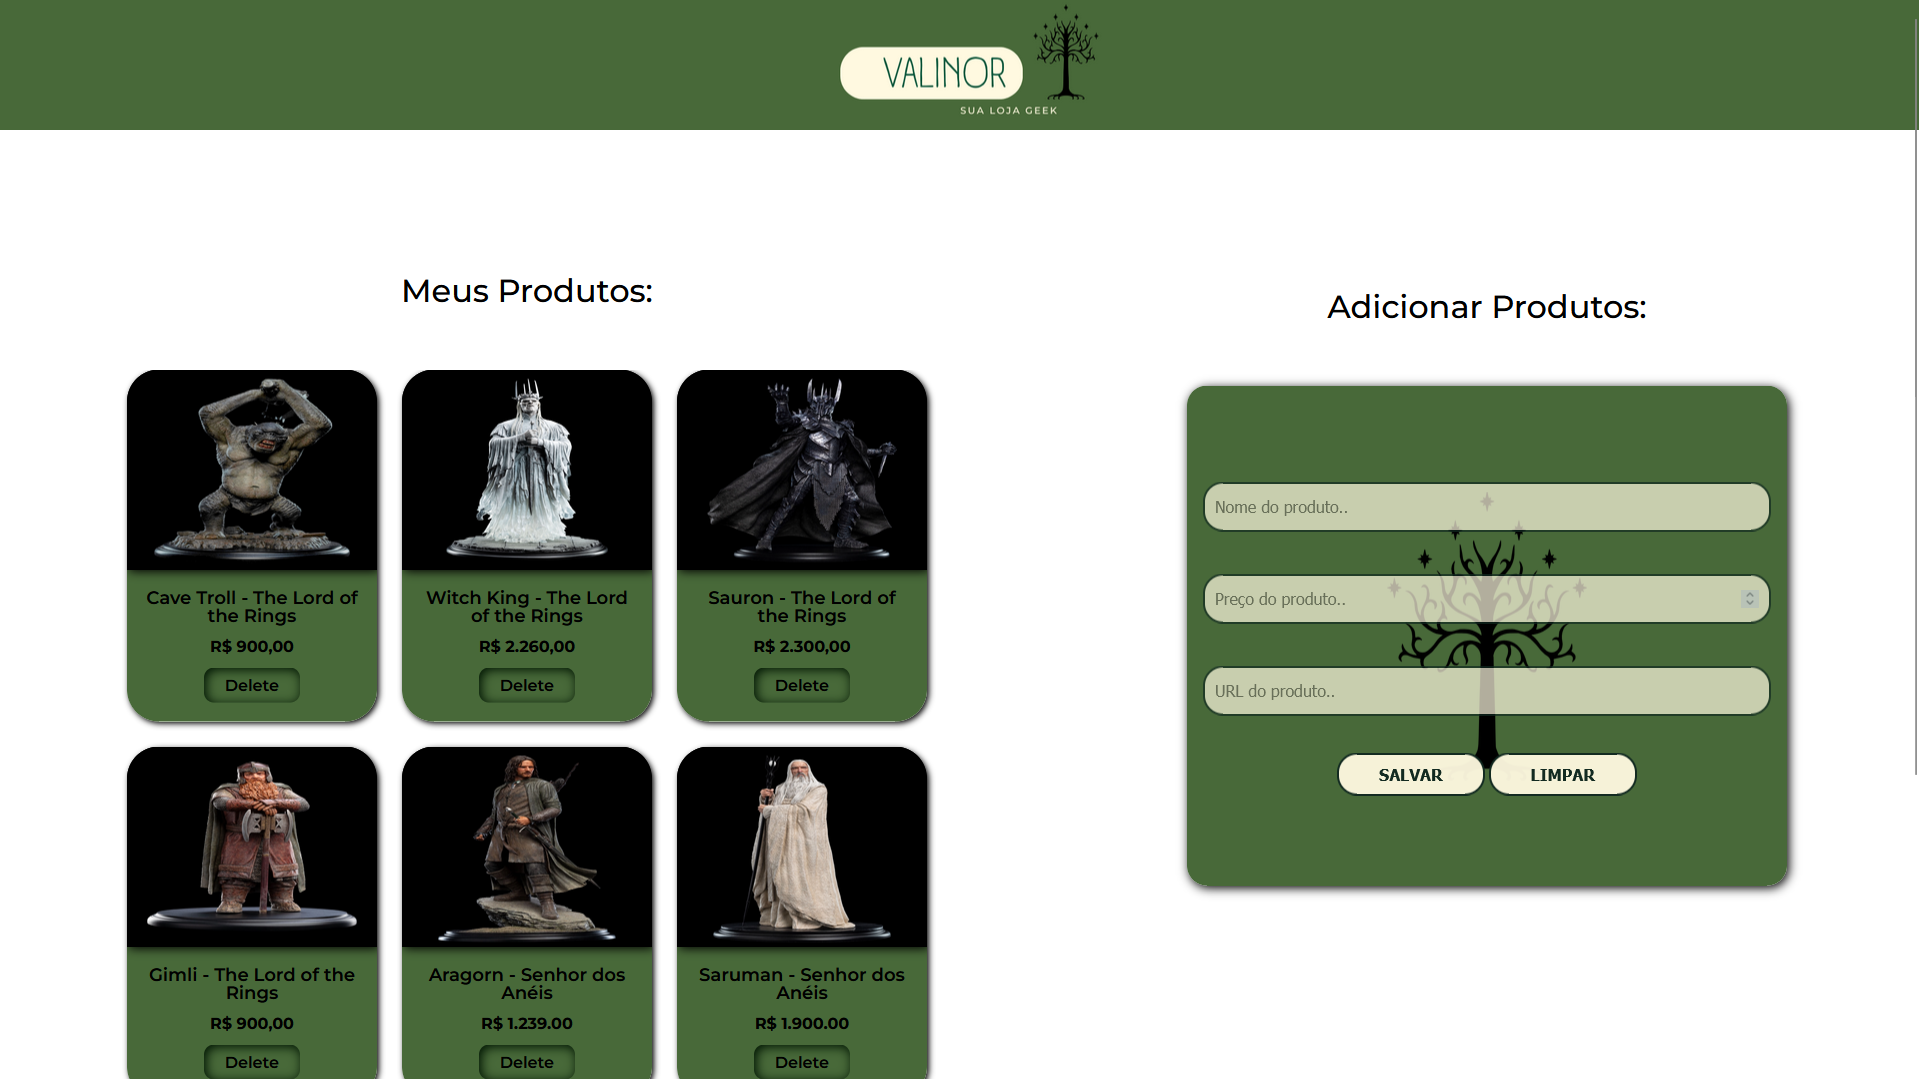 VALINOR
SUA LOJA GEEK
Meus Produtos:
Cave Troll - The Lord of
the Rings
R$ 900,00
Delete
Witch King - The Lord
of the Rings
R$ 2.260,00
Delete
Sauron - The Lord of
the Rings
R$ 2.300,00
Delete
Gimli - The Lord of the
Rings
R$ 900,00
Delete
Aragorn - Senhor dos
Anéis
R$ 1.239.00
Delete
Saruman - Senhor dos
Anéis
R$ 1.900.00
Delete
Adicionar Produtos:
Nome do produto..
Preço do produto..
URL do produto..
SALVAR
LIMPAR